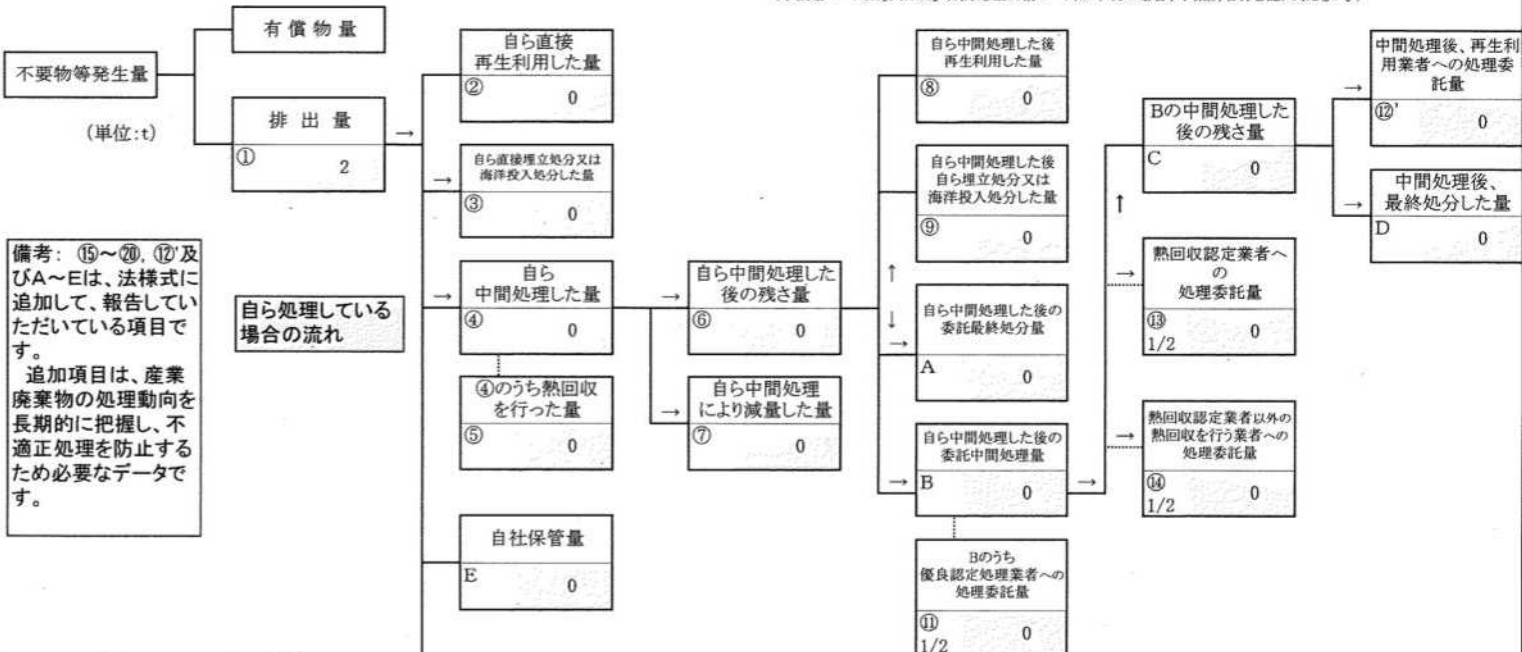 有償物量
不要物等発生量
(単位:t)
排出量
→
①
2
備考: ⑮~⑳, ⑫'及
びA~Eは、法様式に
追加して、報告してい
ただいている項目で
す。
追加項目は、産業
廃棄物の処理動向を
長期的に把握し、不
適正処理を防止する
ため必要なデータで
す。
自ら処理している
場合の流れ
自ら直接
再生利用した量
②
0
→
自ら直接埋立処分又は
海洋投入処分した量
③
0
→
自ら
中間処理した量
④
0
④のうち熱回収
を行った量
⑤
0
自社保管量
E
0
→
自ら中間処理した
後の残さ量
⑥
0
→
自ら中間処理
により減量した量
⑦
0
自ら中間処理した後
再生利用した量
⑧
0
自ら中間処理した後
自ら埋立処分又は
海洋投入処分した量
⑨
0
↑
↓
→
自ら中間処理した後の
委託最終処分量
A
0
→
自ら中間処理した後の
委託中間処理量
B
0
→
Bのうち
優良認定処理業者への
処理委託量
⑪
1/2
0
Bの中間処理した
後の残さ量
C
0
↑
→
熱回収認定業者へ
の
処理委託量
⑬
1/2
0
→
熱回収認定業者以外の
熱回収を行う業者への
処理委託量
⑭
1/2
0
→
中間処理後、再生利
用業者への処理委
託量
⑫'
0
→
中間処理後、
最終処分した量
D
0